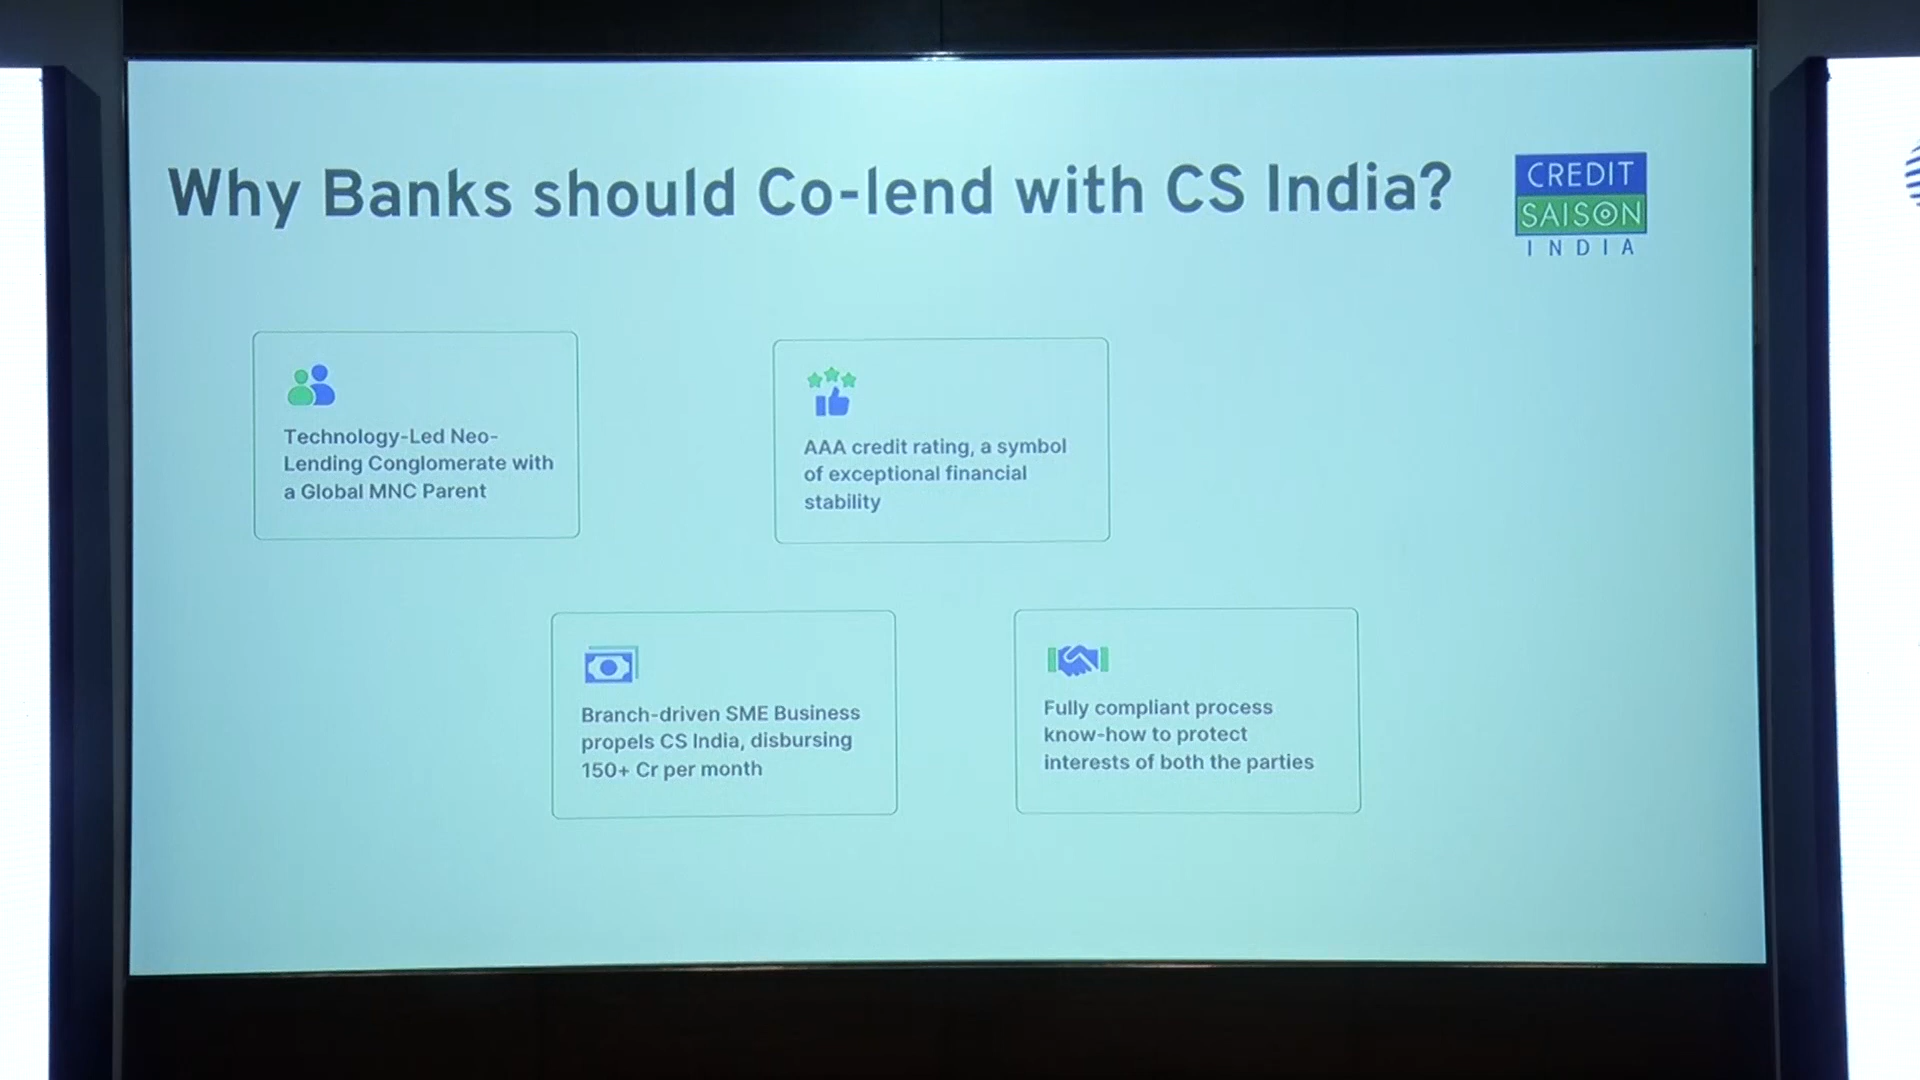 Why Banks should Co-lend with CS India?
CREDIT
SAISON
INDIA
Technology-Led Neo-
Lending Conglomerate with
a Global MNC Parent
AAA credit rating, a symbol
of exceptional financial
stability
Branch-driven SME Business
propels CS India, disbursing
150+ Cr per month
Fully compliant process
know-how to protect
interests of both the parties